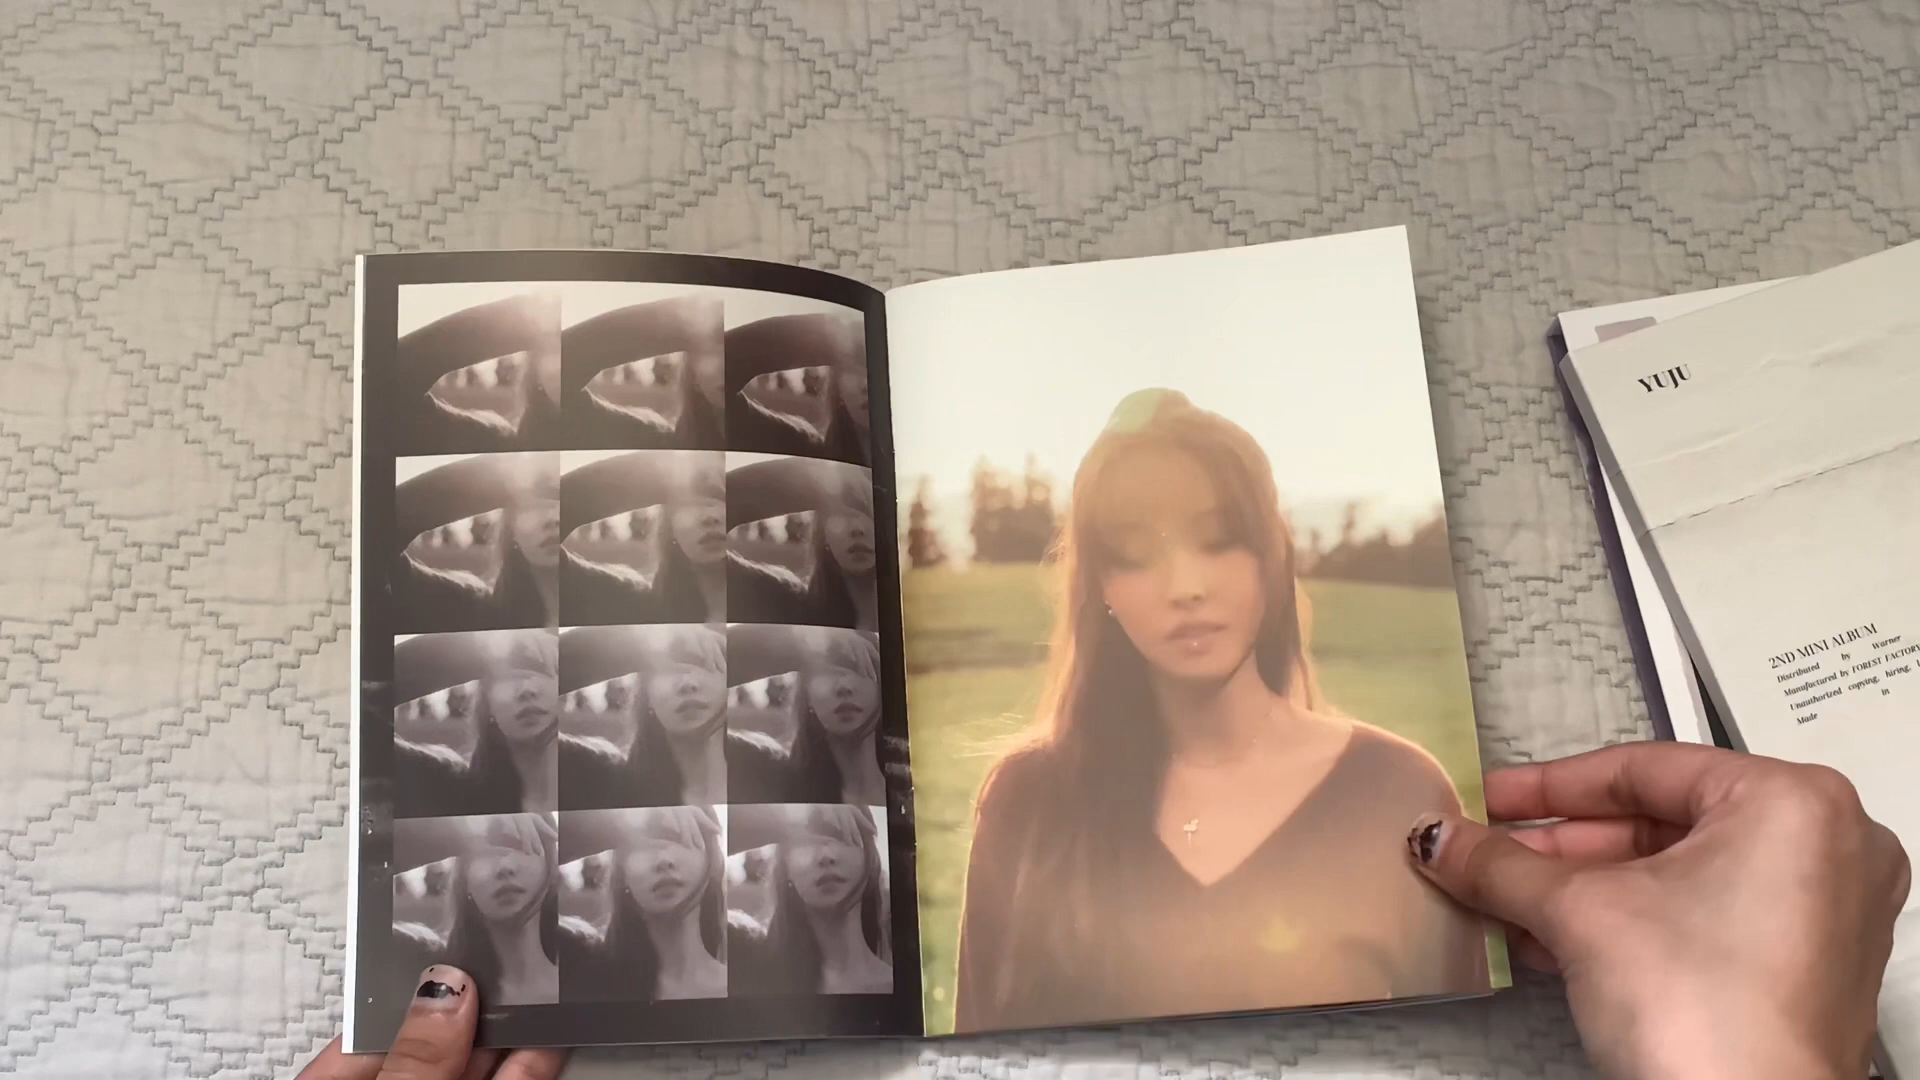 YUJU
2ND MINI ALBUM
Distributed by Warner
Manufactured by FOREST FACTORY
Unauthorized copying, hiring,
Made in